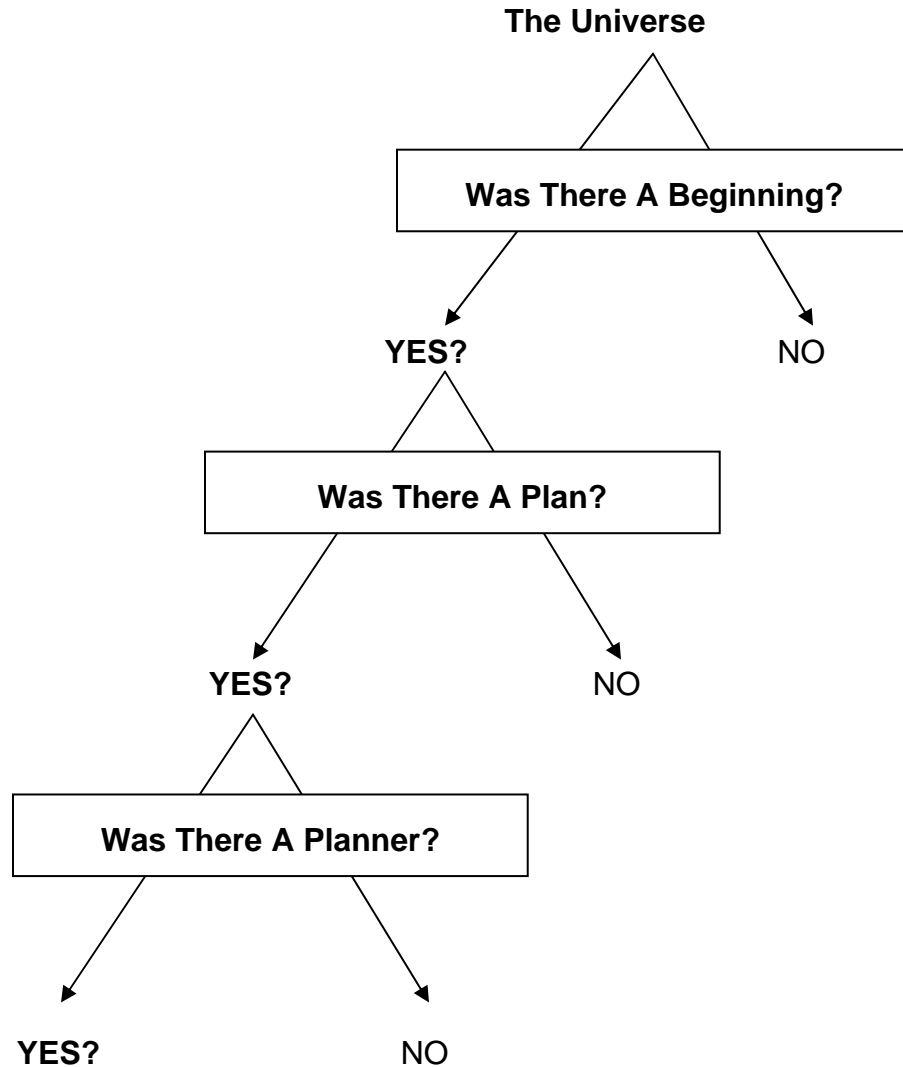 The Universe
Was There A Beginning?
YES?
NO
Was There A Plan?
YES?
NO
Was There A Planner?
YES?
NO